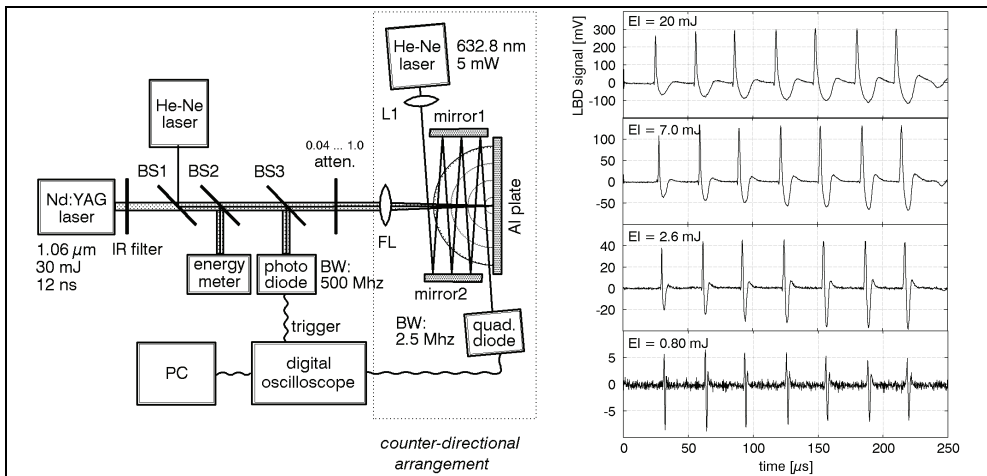 He-Ne
laser
632.8 nm
5 mW
L1
mirror1
He-Ne
laser
0.04 ... 1.0
atten.
BS1
BS2
BS3
Nd:YAG
laser
IR filter
FL
Al plate
1.06 µm
30 mJ
12 ns
energy
meter
photo
diode
BW:
500 Mhz
mirror2
BW:
2.5 Mhz
quad.
diode
trigger
PC
digital
oscilloscope
counter-directional
arrangement
LBD signal [mV]
EI = 20 mJ
300
200
100
0
-100
EI = 7.0 mJ
100
50
0
-50
EI = 2.6 mJ
40
20
0
-20
EI = 0.80 mJ
5
0
-5
0 50 100 150 200 250
time [µs]